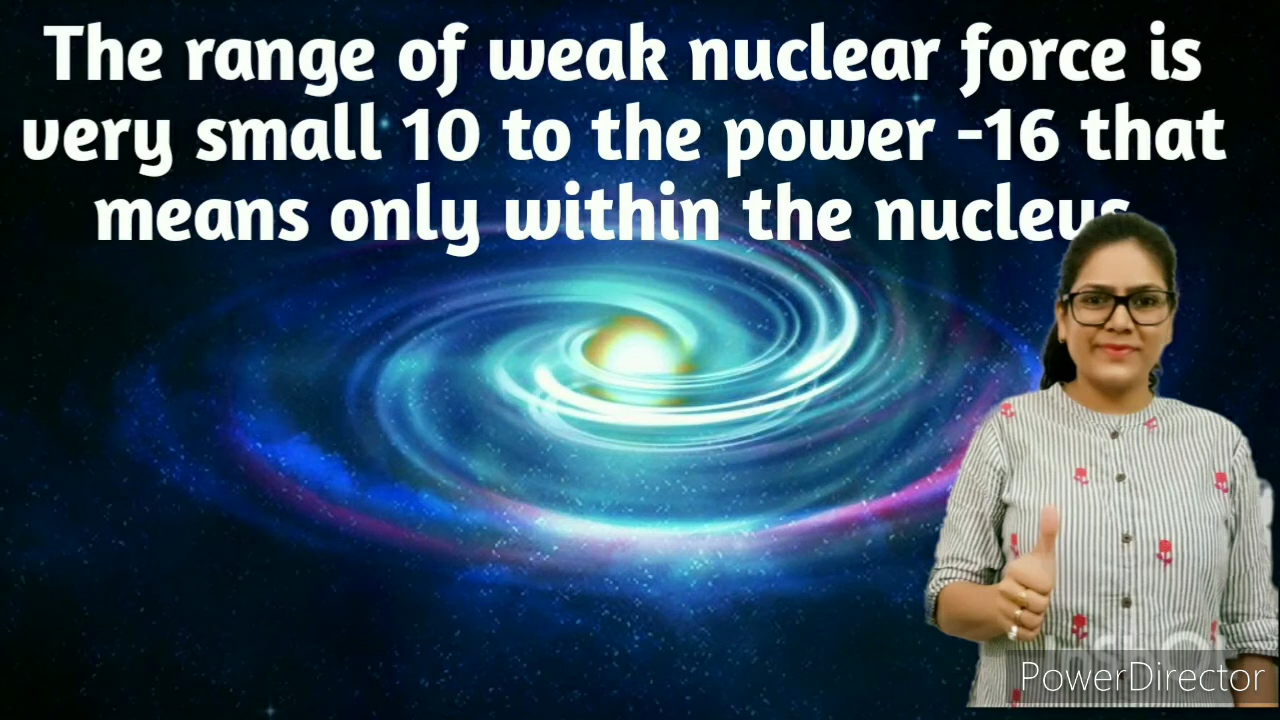 The range of weak nuclear force is
very small 10 to the power -16 that
means only within the nucleus
PowerDirector